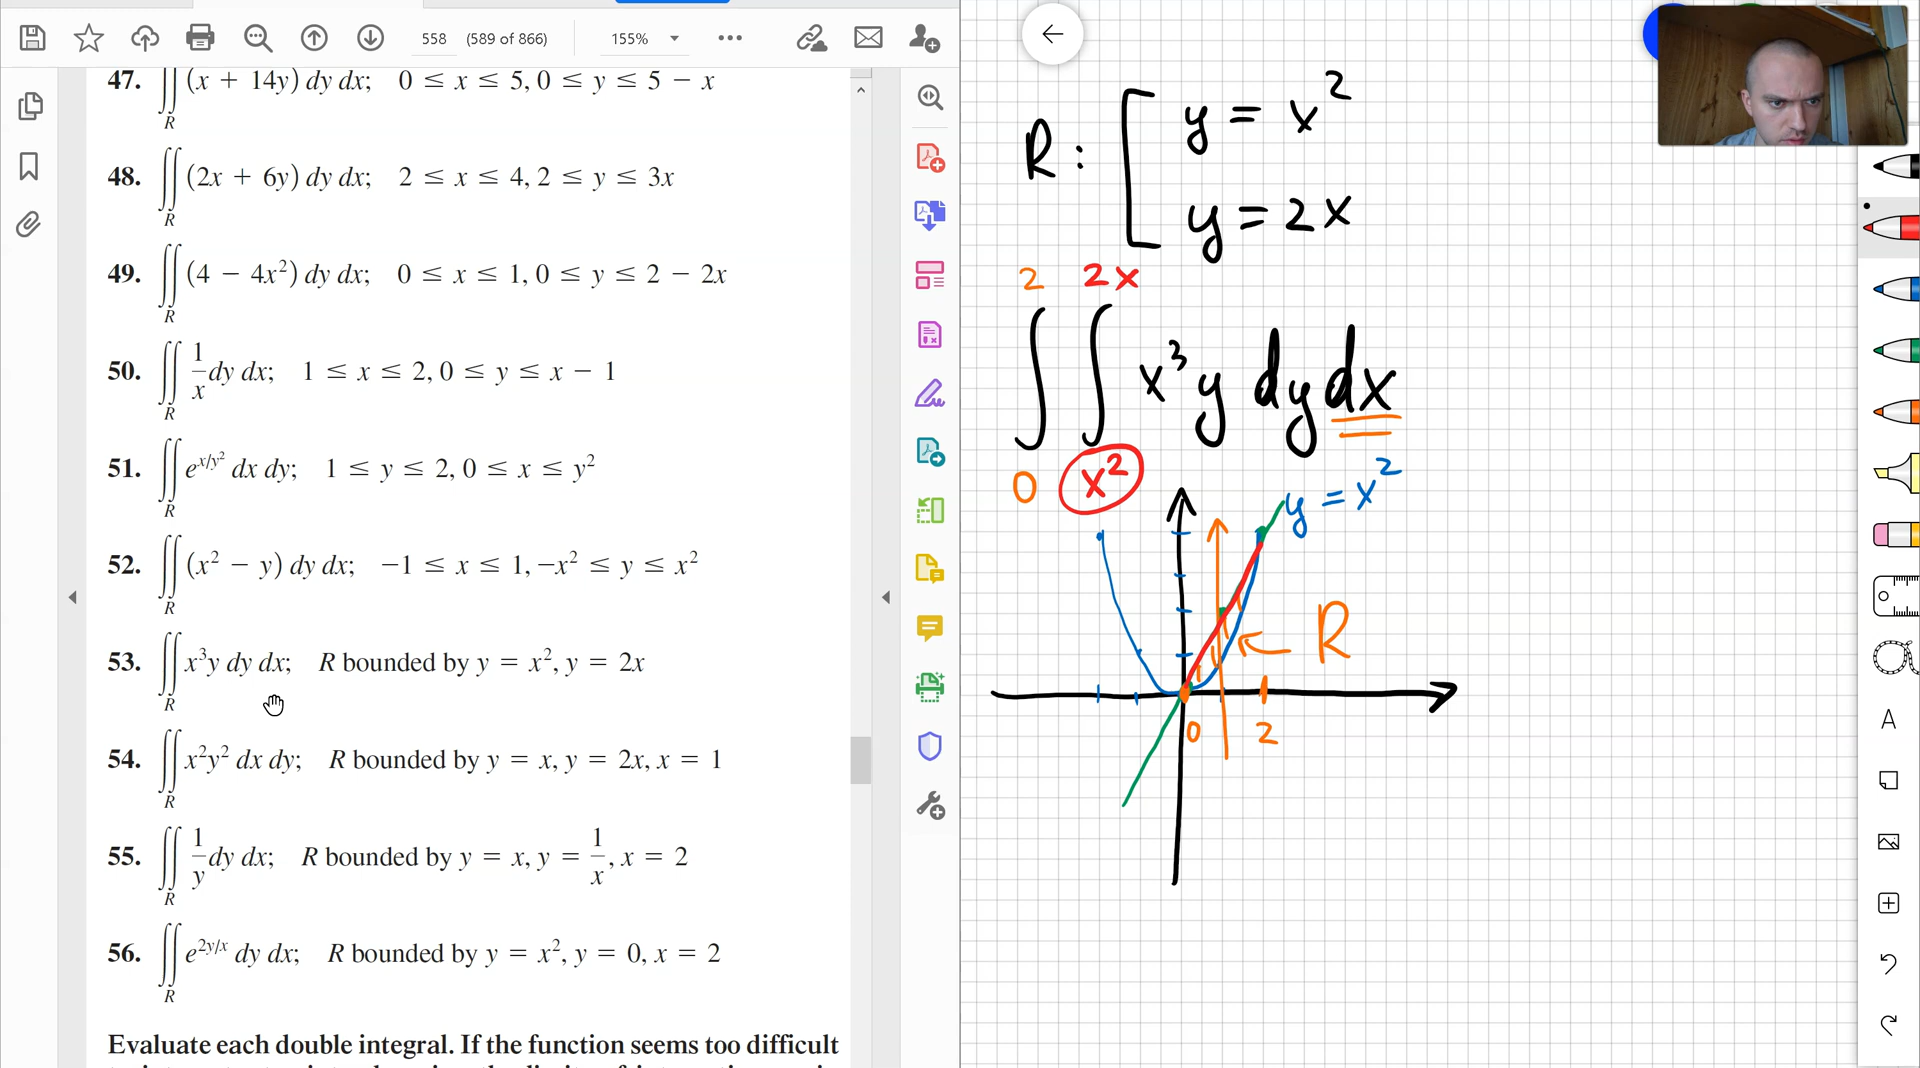 558 (589 of 866) 155%
47. ∬R (x + 14y) dy dx; 0 ≤ x ≤ 5, 0 ≤ y ≤ 5 − x
48. ∬R (2x + 6y) dy dx; 2 ≤ x ≤ 4, 2 ≤ y ≤ 3x
49. ∬R (4 − 4x²) dy dx; 0 ≤ x ≤ 1, 0 ≤ y ≤ 2 − 2x
50. ∬R 1/x dy dx; 1 ≤ x ≤ 2, 0 ≤ y ≤ x − 1
51. ∬R e^(x/y²) dx dy; 1 ≤ y ≤ 2, 0 ≤ x ≤ y²
52. ∬R (x² − y) dy dx; −1 ≤ x ≤ 1, −x² ≤ y ≤ x²
53. ∬R x³y dy dx; R bounded by y = x², y = 2x
54. ∬R x²y² dx dy; R bounded by y = x, y = 2x, x = 1
55. ∬R 1/y dy dx; R bounded by y = x, y = 1/x, x = 2
56. ∬R e^(2y/x) dy dx; R bounded by y = x², y = 0, x = 2
Evaluate each double integral. If the function seems too difficult
R: [ y = x²
y = 2x
2 2x
∫ ∫ x³y dy dx
0 x²
y = x²
R
0 2
A